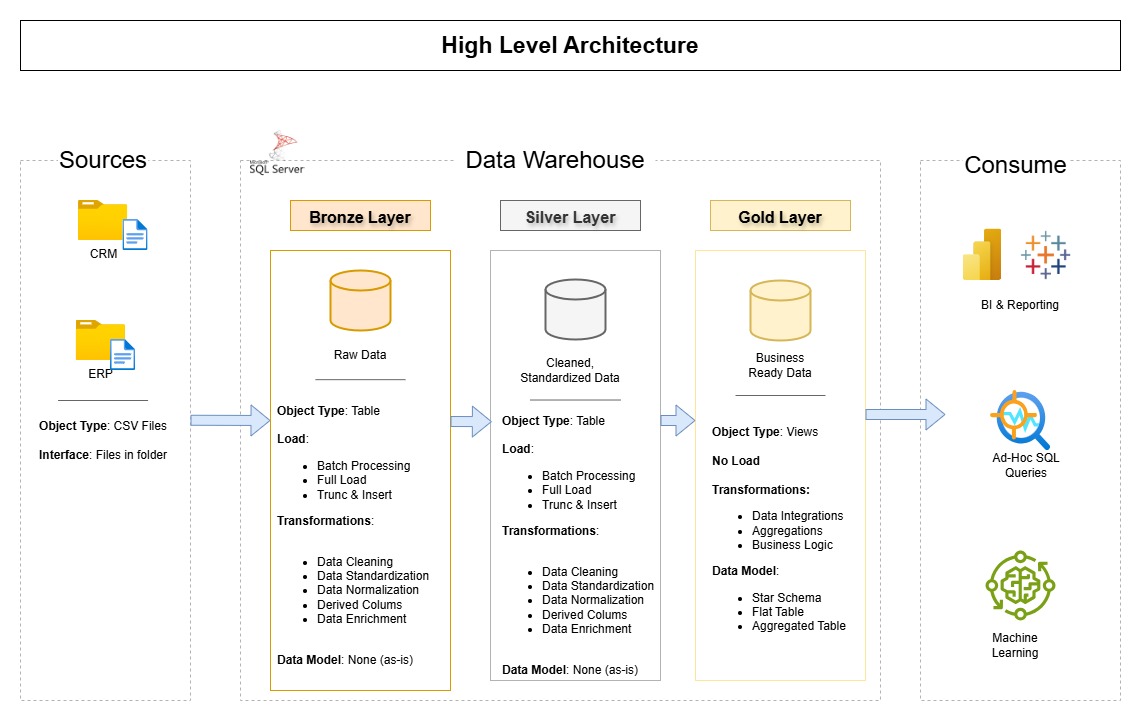 High Level Architecture
Sources
CRM
ERP
Object Type: CSV Files
Interface: Files in folder
Microsoft
SQL Server
Data Warehouse
Bronze Layer
Raw Data
Object Type: Table
Load:
Batch Processing
Full Load
Trunc & Insert
Transformations:
Data Cleaning
Data Standardization
Data Normalization
Derived Colums
Data Enrichment
Data Model: None (as-is)
Silver Layer
Cleaned,
Standardized Data
Object Type: Table
Load:
Batch Processing
Full Load
Trunc & Insert
Transformations:
Data Cleaning
Data Standardization
Data Normalization
Derived Colums
Data Enrichment
Data Model: None (as-is)
Gold Layer
Business
Ready Data
Object Type: Views
No Load
Transformations:
Data Integrations
Aggregations
Business Logic
Data Model:
Star Schema
Flat Table
Aggregated Table
Consume
BI & Reporting
Ad-Hoc SQL
Queries
Machine
Learning